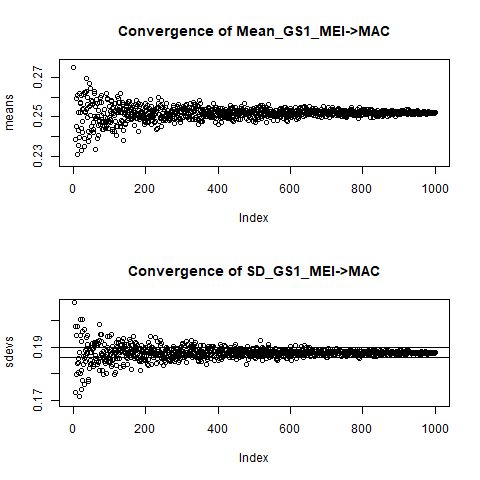 Convergence of Mean_GS1_MEI->MAC
means
0.27
0.25
0.23
0 200 400 600 800 1000
Index
Convergence of SD_GS1_MEI->MAC
sdevs
0.19
0.17
0 200 400 600 800 1000
Index